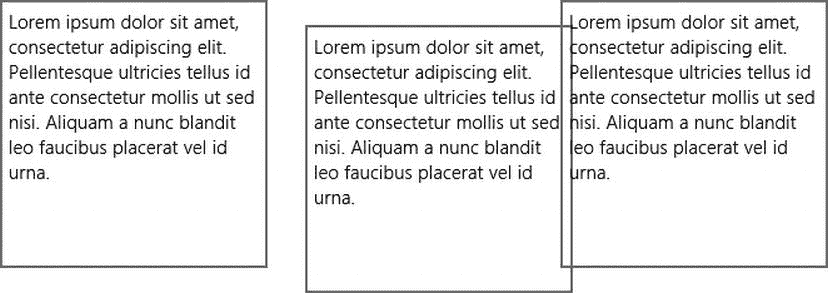 Lorem ipsum dolor sit amet,
consectetur adipiscing elit.
Pellentesque ultricies tellus id
ante consectetur mollis ut sed
nisi. Aliquam a nunc blandit
leo faucibus placerat vel id
urna.
Lorem ipsum dolor sit amet,
consectetur adipiscing elit.
Pellentesque ultricies tellus id
ante consectetur mollis ut sed
nisi. Aliquam a nunc blandit
leo faucibus placerat vel id
urna.
Lorem ipsum dolor sit amet,
consectetur adipiscing elit.
Pellentesque ultricies tellus id
ante consectetur mollis ut sed
nisi. Aliquam a nunc blandit
leo faucibus placerat vel id
urna.